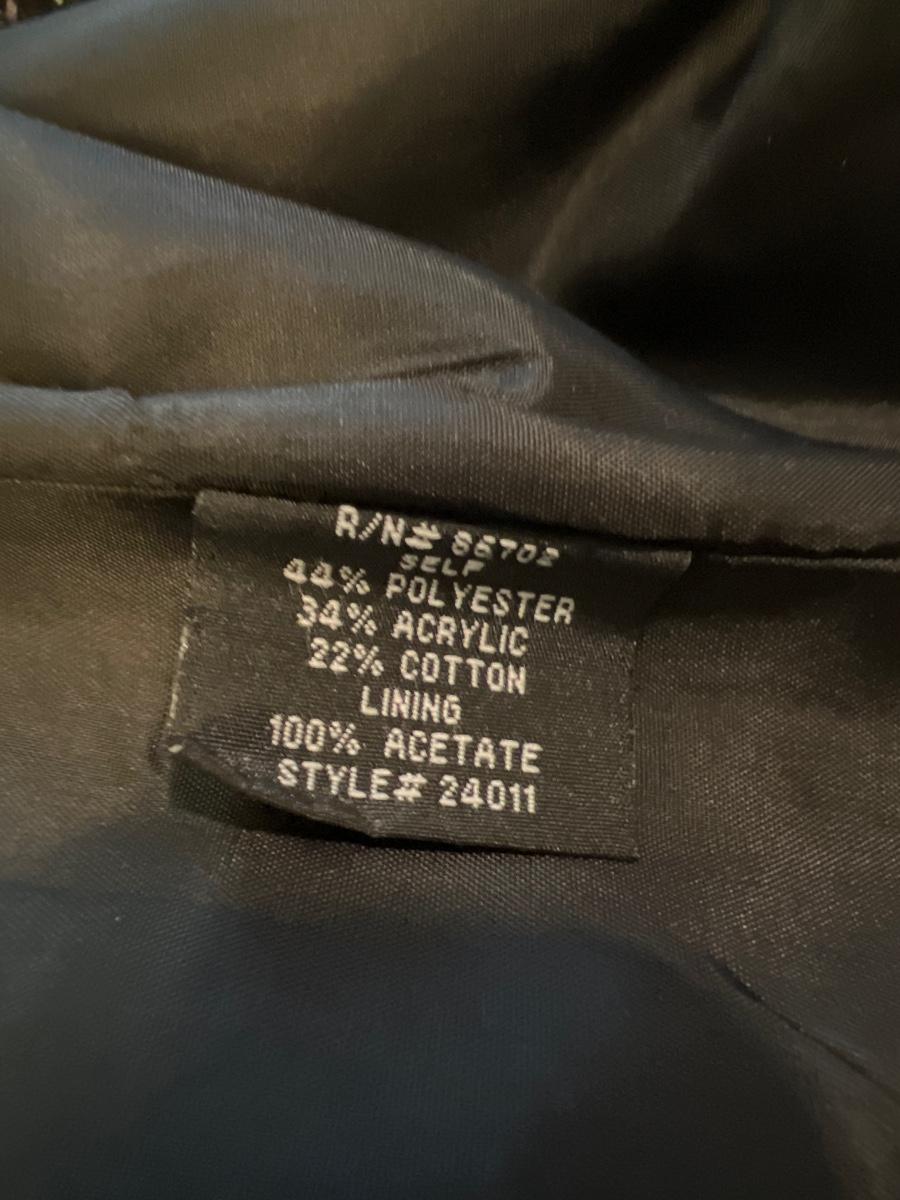 R/N# 86702
SELF
44% POLYESTER
34% ACRYLIC
22% COTTON
LINING
100% ACETATE
STYLE# 24011